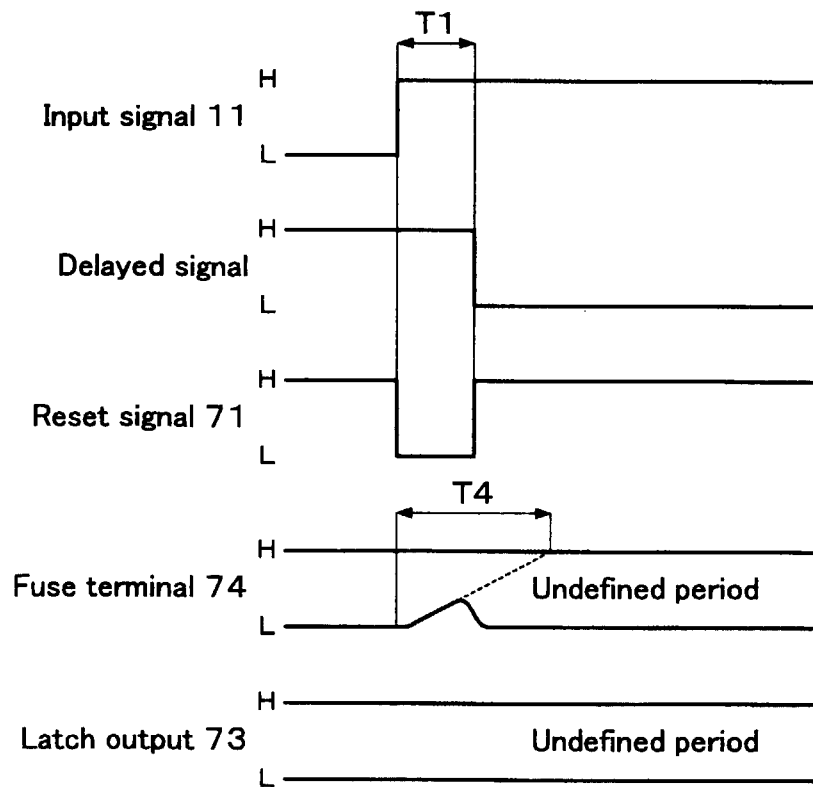 T1
H
Input signal 11
L
H
Delayed signal
L
H
Reset signal 71
L
T4
H
Fuse terminal 74 Undefined period
L
H
Latch output 73 Undefined period
L